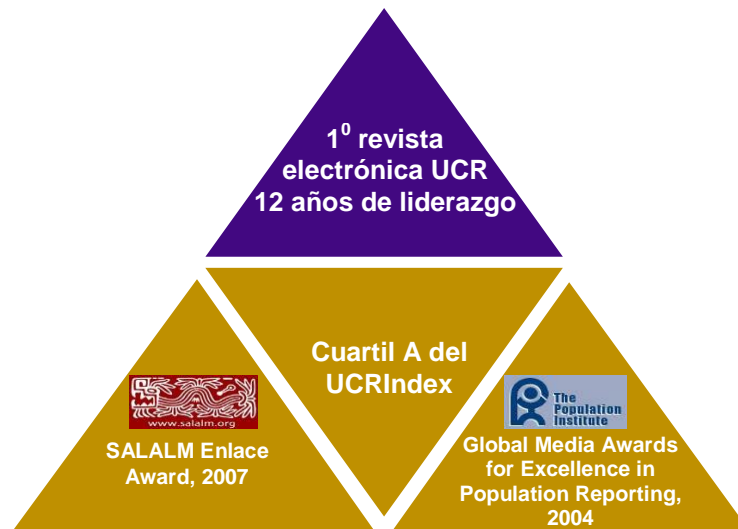 1⁰ revista
electrónica UCR
12 años de liderazgo
Cuartil A del
UCRIndex
www.salalm.org
SALALM Enlace
Award, 2007
The
Population
Institute
Global Media Awards
for Excellence in
Population Reporting,
2004